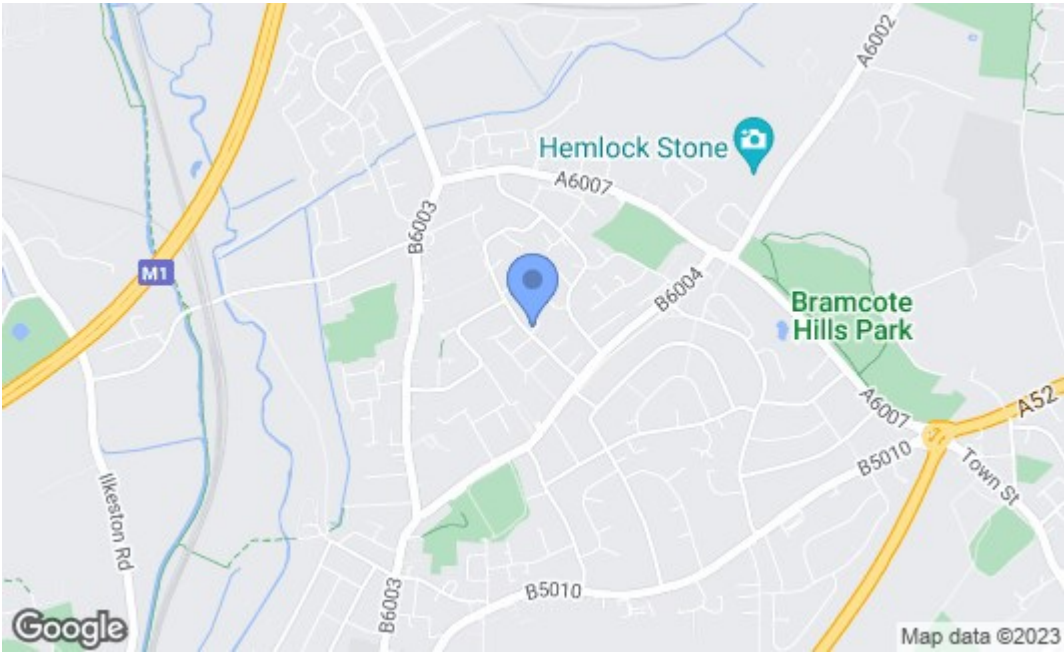 A6002
Hemlock Stone
A6007
B6003
M1
B6004
Bramcote
Hills Park
A52
A6007
B5010
Town St
Ilkeston Rd
B6003
B5010
Google
Map data ©2023